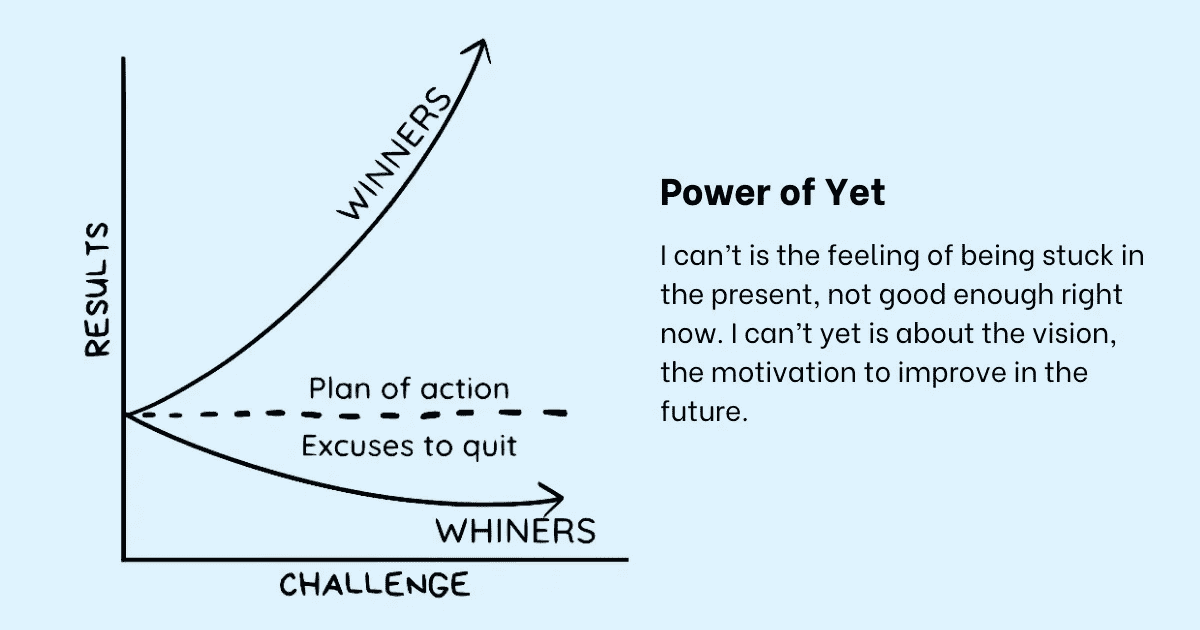 RESULTS
WINNERS
Plan of action
Excuses to quit
WHINERS
CHALLENGE
Power of Yet
I can’t is the feeling of being stuck in
the present, not good enough right
now. I can’t yet is about the vision,
the motivation to improve in the
future.